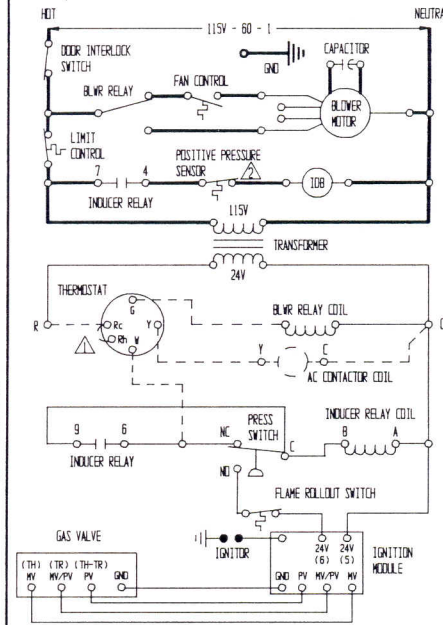 HOT NEUTRA
115V - 60 - 1
DOOR INTERLOCK
SWITCH
CAPACITOR
GND
BLWR RELAY
FAN CONTROL
BLOWER
MOTOR
LIMIT
CONTROL
POSITIVE PRESSURE
SENSOR
2
7 4
IDB
INDUCER RELAY
115V
TRANSFORMER
24V
THERMOSTAT
G
BLWR RELAY COIL
R Rc Y C
Rh
1
W
Y C
AC CONTACTOR COIL
PRESS
SWITCH
INDUCER RELAY COIL
9 6 NC C B A
INDUCER RELAY
NO
FLAME ROLLOUT SWITCH
GAS VALVE
IGNITOR
24V 24V
(6) (5)
IGNITION
MODULE
(TH) (TR) (TH-TR)
MV MV/PV PV GND
GND PV MV/PV MV